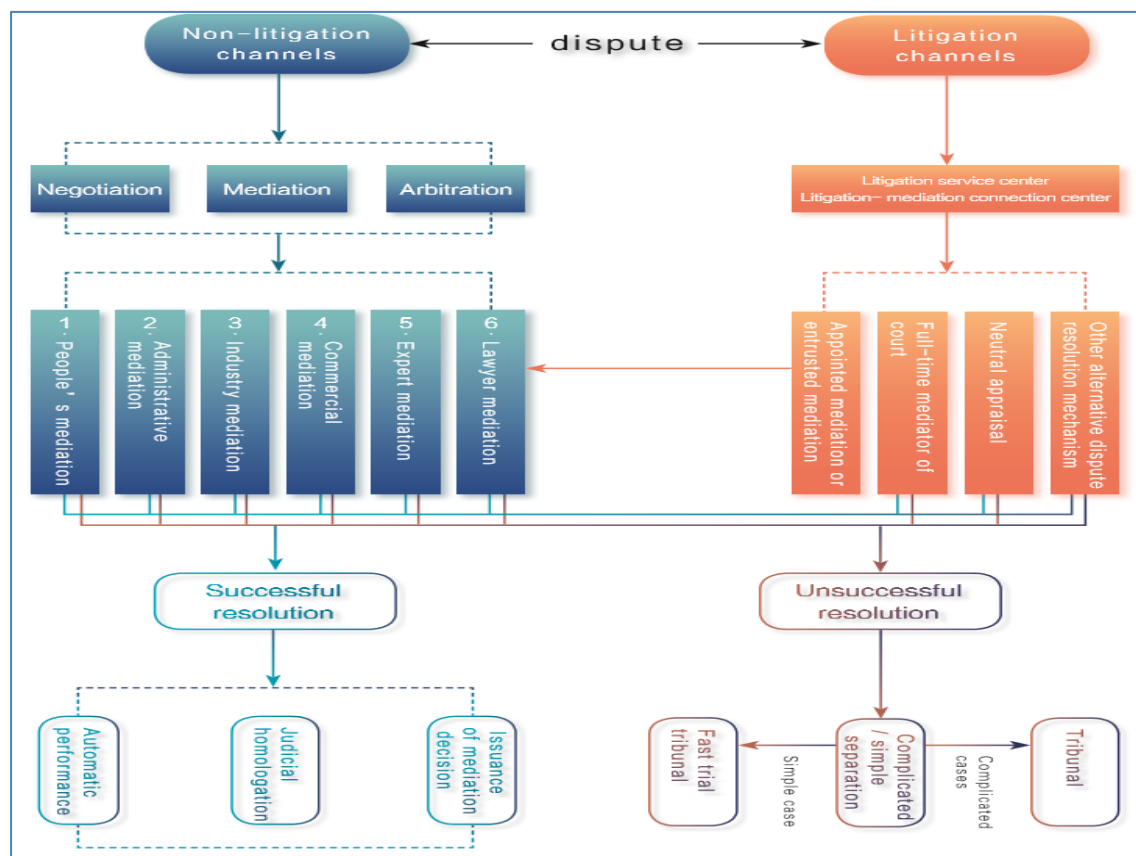 Non-litigation
channels
dispute
Litigation
channels
Negotiation
Mediation
Arbitration
Litigation service center
Litigation- mediation connection center
1. People's mediation
2. Administrative
mediation
3. Industry mediation
4. Commercial
mediation
5. Expert mediation
6. Lawyer mediation
Appointed mediation or
entrusted mediation
Full-time mediator of
court
Neutral appraisal
Other alternative dispute
resolution mechanism
Successful
resolution
Unsuccessful
resolution
Automatic
performance
Judicial
homologation
Issuance
of mediation
decision
Fast trial
tribunal
Simple case
Complicated
/ simple
separation
Complicated
cases
Tribunal